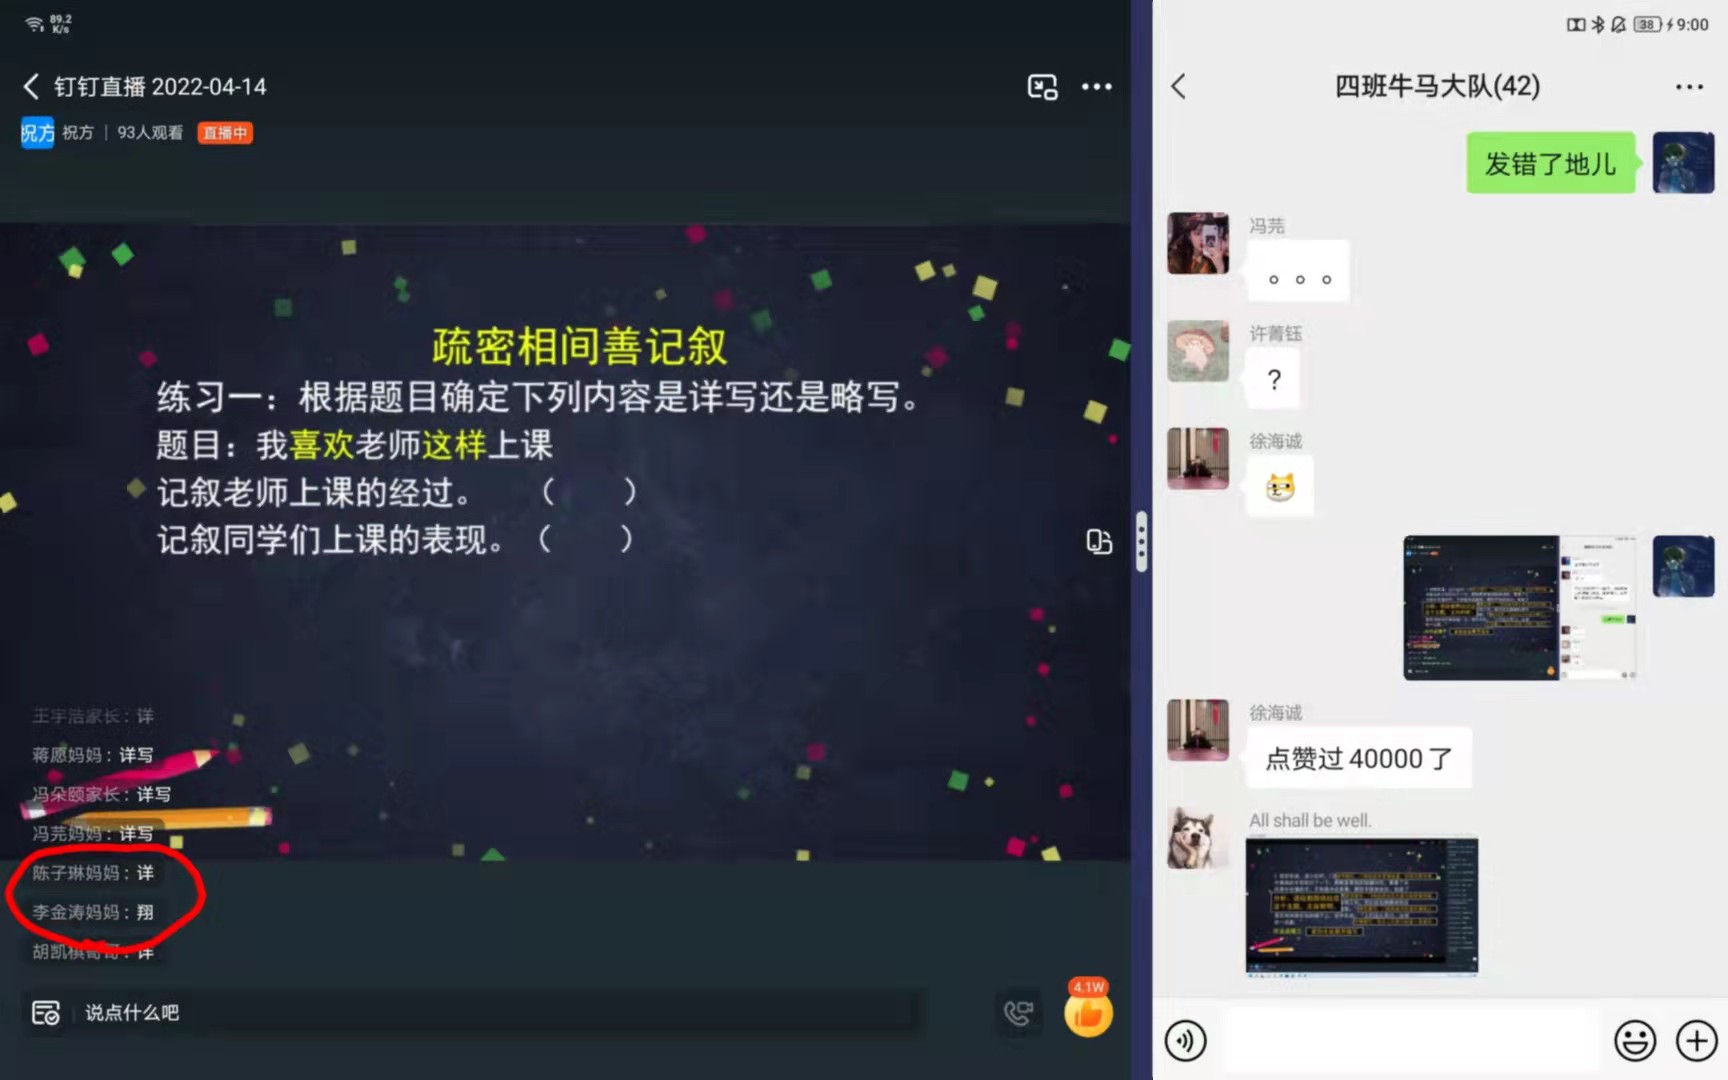 89.2
K/s
钉钉直播 2022-04-14
祝方 祝方 | 93人观看 直播中
疏密相间善记叙
练习一：根据题目确定下列内容是详写还是略写。
题目：我喜欢老师这样上课
记叙老师上课的经过。 （ ）
记叙同学们上课的表现。（ ）
王宇浩家长：详
蒋愿妈妈：详写
冯朵颐家长：详写
冯芫妈妈：详写
陈子琳妈妈：详
李金涛妈妈：翔
胡凯棋哥哥：详
说点什么吧
4.1W
38 9:00
四班牛马大队(42)
发错了地儿
冯芫
。。。
许菁钰
？
徐海诚
徐海诚
点赞过40000了
All shall be well.